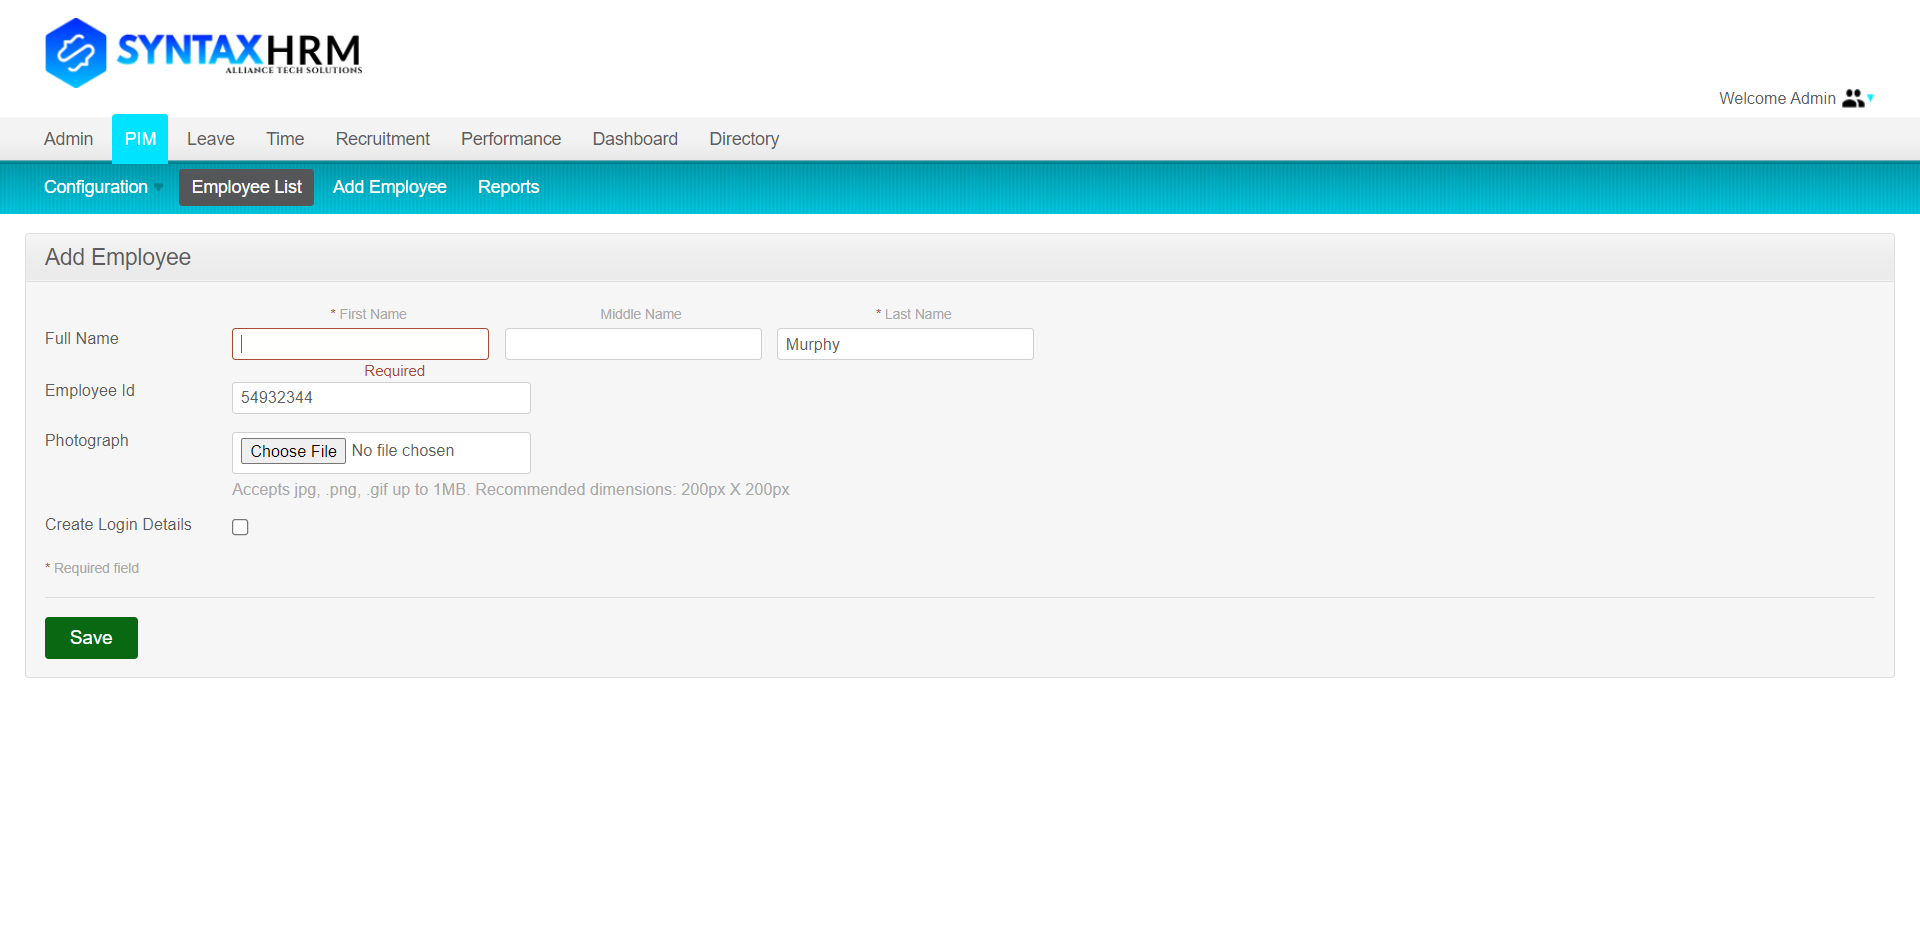 SYNTAXHRM
ALLIANCE TECH SOLUTIONS
Welcome Admin
Admin PIM Leave Time Recruitment Performance Dashboard Directory
Configuration Employee List Add Employee Reports
Add Employee
* First Name Middle Name * Last Name
Full Name Murphy
Required
Employee Id 54932344
Photograph Choose File No file chosen
Accepts jpg, .png, .gif up to 1MB. Recommended dimensions: 200px X 200px
Create Login Details
* Required field
Save